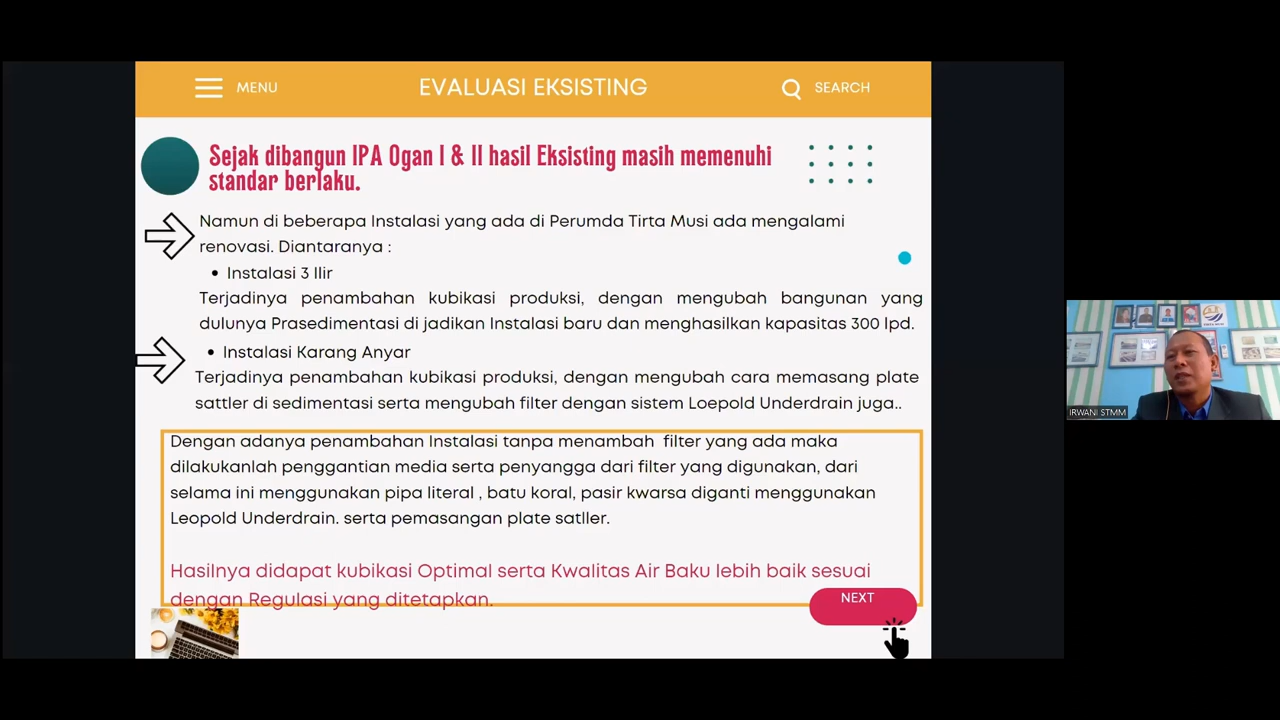 MENU
EVALUASI EKSISTING
SEARCH
Sejak dibangun IPA Ogan I & II hasil Eksisting masih memenuhi
standar berlaku.
Namun di beberapa Instalasi yang ada di Perumda Tirta Musi ada mengalami
renovasi. Diantaranya :
• Instalasi 3 Ilir
Terjadinya penambahan kubikasi produksi, dengan mengubah bangunan yang
dulunya Prasedimentasi di jadikan Instalasi baru dan menghasilkan kapasitas 300 lpd.
• Instalasi Karang Anyar
Terjadinya penambahan kubikasi produksi, dengan mengubah cara memasang plate
sattler di sedimentasi serta mengubah filter dengan sistem Loepold Underdrain juga..
Dengan adanya penambahan Instalasi tanpa menambah filter yang ada maka
dilakukanlah penggantian media serta penyangga dari filter yang digunakan, dari
selama ini menggunakan pipa literal , batu koral, pasir kwarsa diganti menggunakan
Leopold Underdrain. serta pemasangan plate satller.
Hasilnya didapat kubikasi Optimal serta Kwalitas Air Baku lebih baik sesuai
dengan Regulasi yang ditetapkan.
NEXT
IRWANI STMM